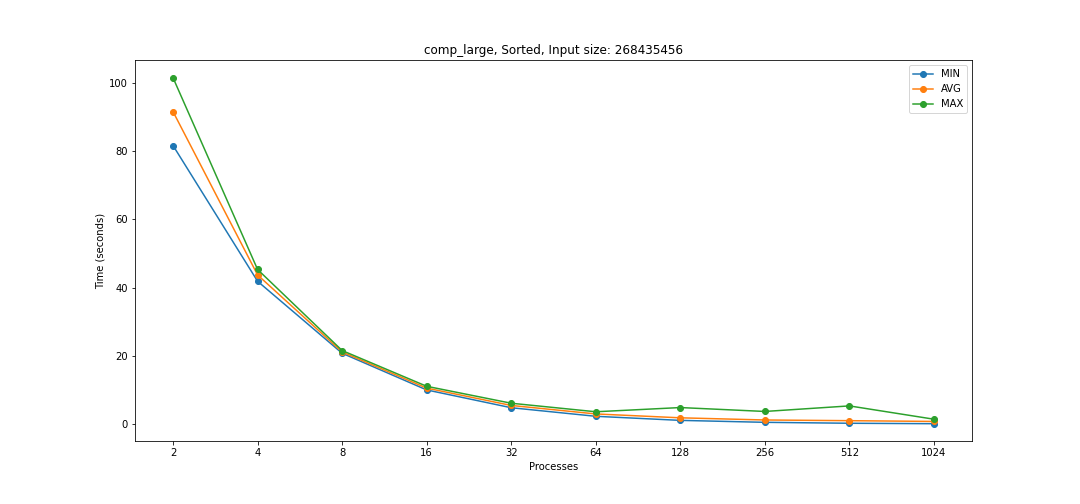 comp_large, Sorted, Input size: 268435456
MIN
AVG
MAX
Time (seconds)
100
80
60
40
20
0
2 4 8 16 32 64 128 256 512 1024
Processes